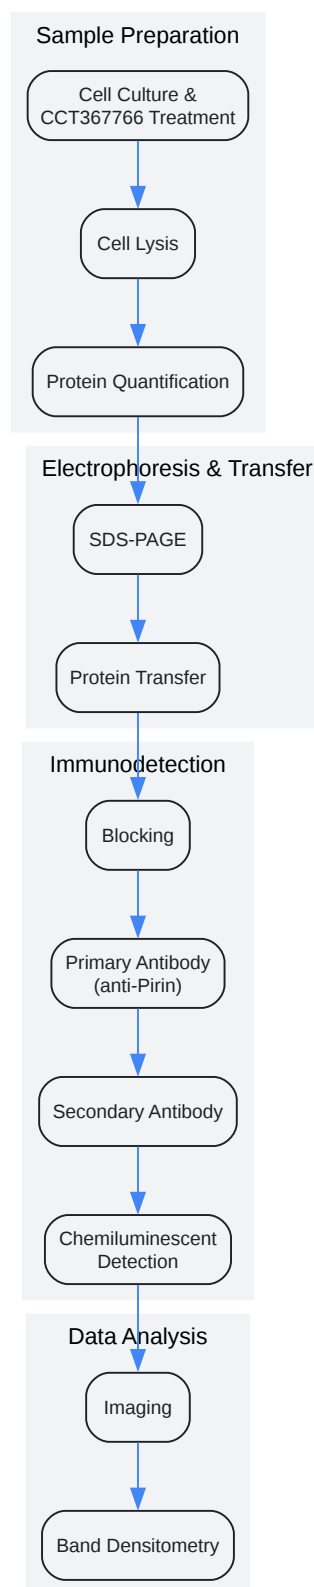 Sample Preparation
Cell Culture &
CCT367766 Treatment
Cell Lysis
Protein Quantification
Electrophoresis & Transfer
SDS-PAGE
Protein Transfer
Immunodetection
Blocking
Primary Antibody
(anti-Pirin)
Secondary Antibody
Chemiluminescent
Detection
Data Analysis
Imaging
Band Densitometry